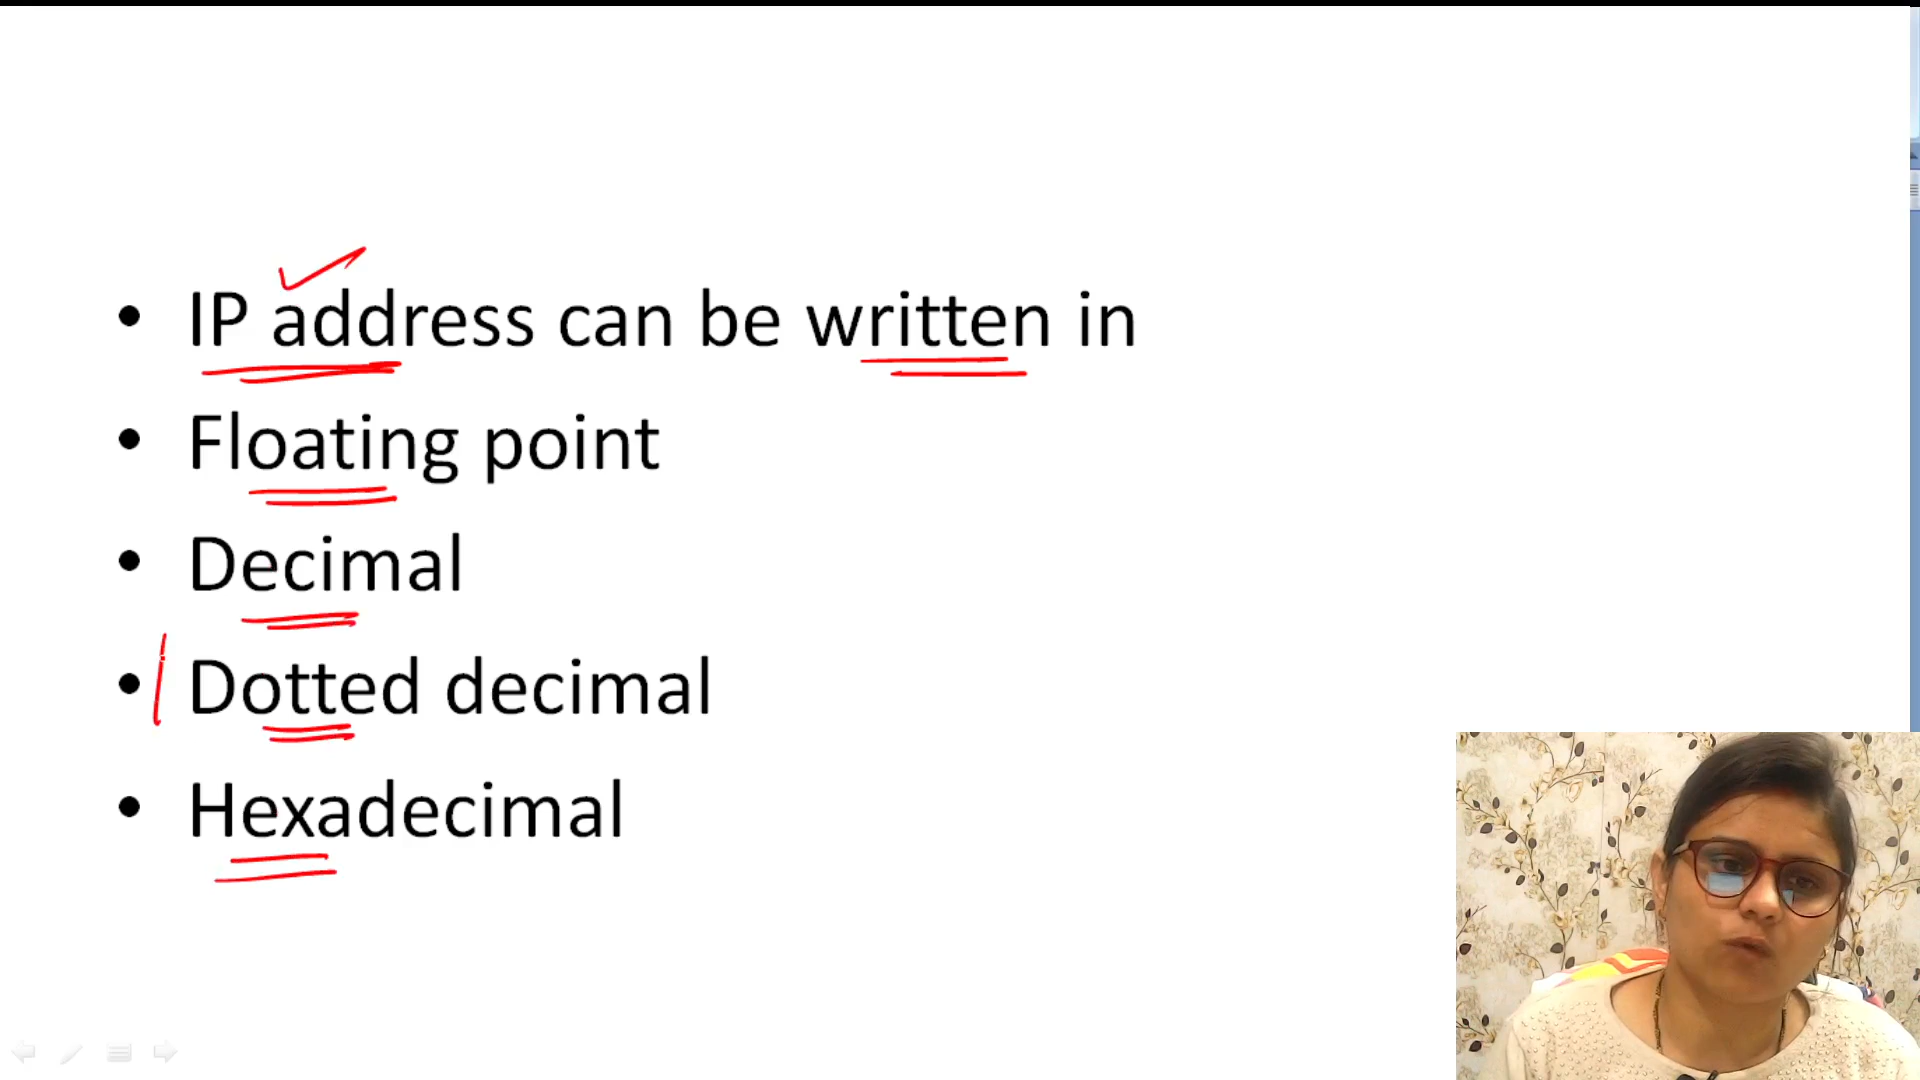 • IP address can be written in
• Floating point
• Decimal
• Dotted decimal
• Hexadecimal